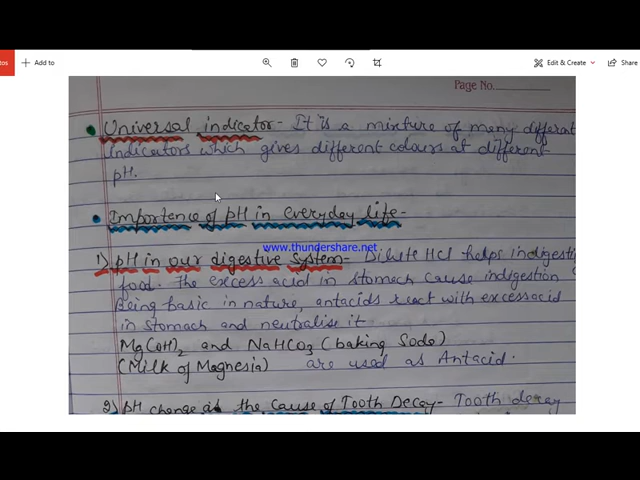 tos
Add to
Edit & Create
Share
Page No.
Universal indicator- It is a mixture of many differat
indicators which gives different colours at different
pH.
Importance of pH in everyday life-
www.thundershare.net
1) pH in our digestive system- Dilute HCl helps in digesti
food. The excess acid in stomach cause indigestion
Being basic in nature, antacids react with excess acid
in stomach and neutralise it
Mg(OH)2 and NaHCO3 (baking Soda)
(Milk of Magnesia) are used as Antacid.
2) pH change as the cause of Tooth Decay- Tooth decay